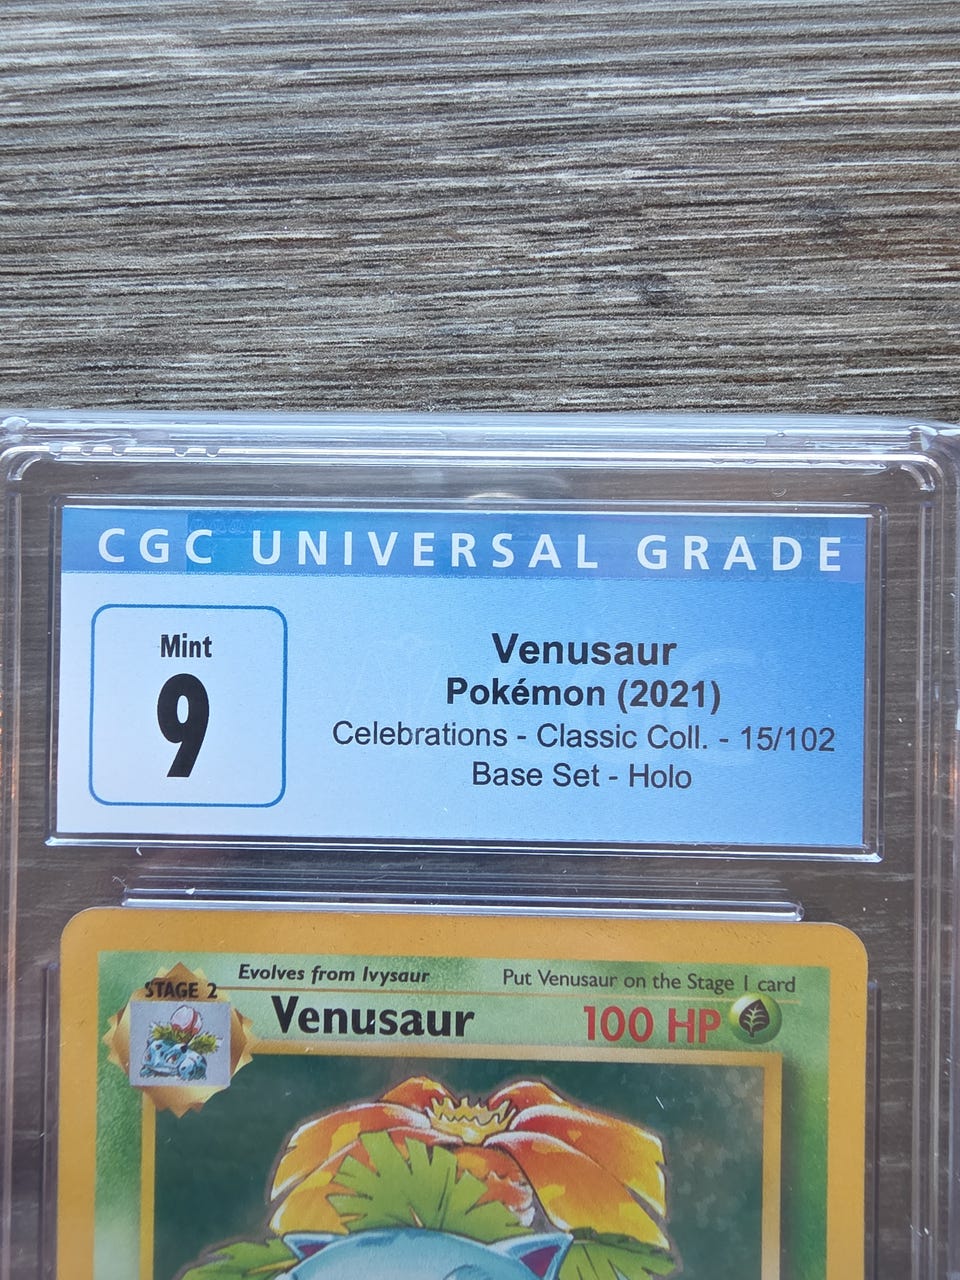 CGC UNIVERSAL GRADE
Mint
9
Venusaur
Pokémon (2021)
Celebrations - Classic Coll. - 15/102
Base Set - Holo
Evolves from Ivysaur
Put Venusaur on the Stage 1 card
STAGE 2
Venusaur
100 HP